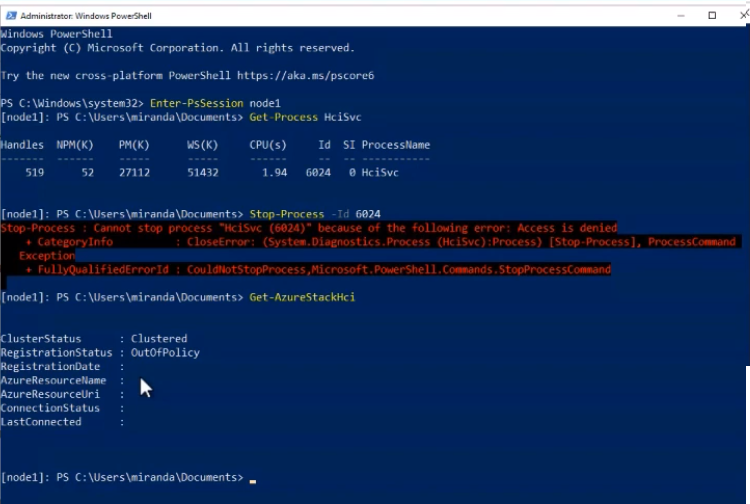 Administrator: Windows PowerShell
Windows PowerShell
Copyright (C) Microsoft Corporation. All rights reserved.
Try the new cross-platform PowerShell https://aka.ms/pscore6
PS C:\Windows\system32> Enter-PsSession node1
[node1]: PS C:\Users\miranda\Documents> Get-Process HciSvc
Handles  NPM(K)    PM(K)      WS(K)     CPU(s)     Id  SI ProcessName
-------  ------    -----      -----     ------     --  -- -----------
    519      52    27112      51432       1.94   6024   0 HciSvc
[node1]: PS C:\Users\miranda\Documents> Stop-Process -Id 6024
Stop-Process : Cannot stop process "HciSvc (6024)" because of the following error: Access is denied
    + CategoryInfo          : CloseError: (System.Diagnostics.Process (HciSvc):Process) [Stop-Process], ProcessCommand
   Exception
    + FullyQualifiedErrorId : CouldNotStopProcess,Microsoft.PowerShell.Commands.StopProcessCommand
[node1]: PS C:\Users\miranda\Documents> Get-AzureStackHci
ClusterStatus      : Clustered
RegistrationStatus : OutOfPolicy
RegistrationDate   :
AzureResourceName  :
AzureResourceUri   :
ConnectionStatus   :
LastConnected      :
[node1]: PS C:\Users\miranda\Documents>